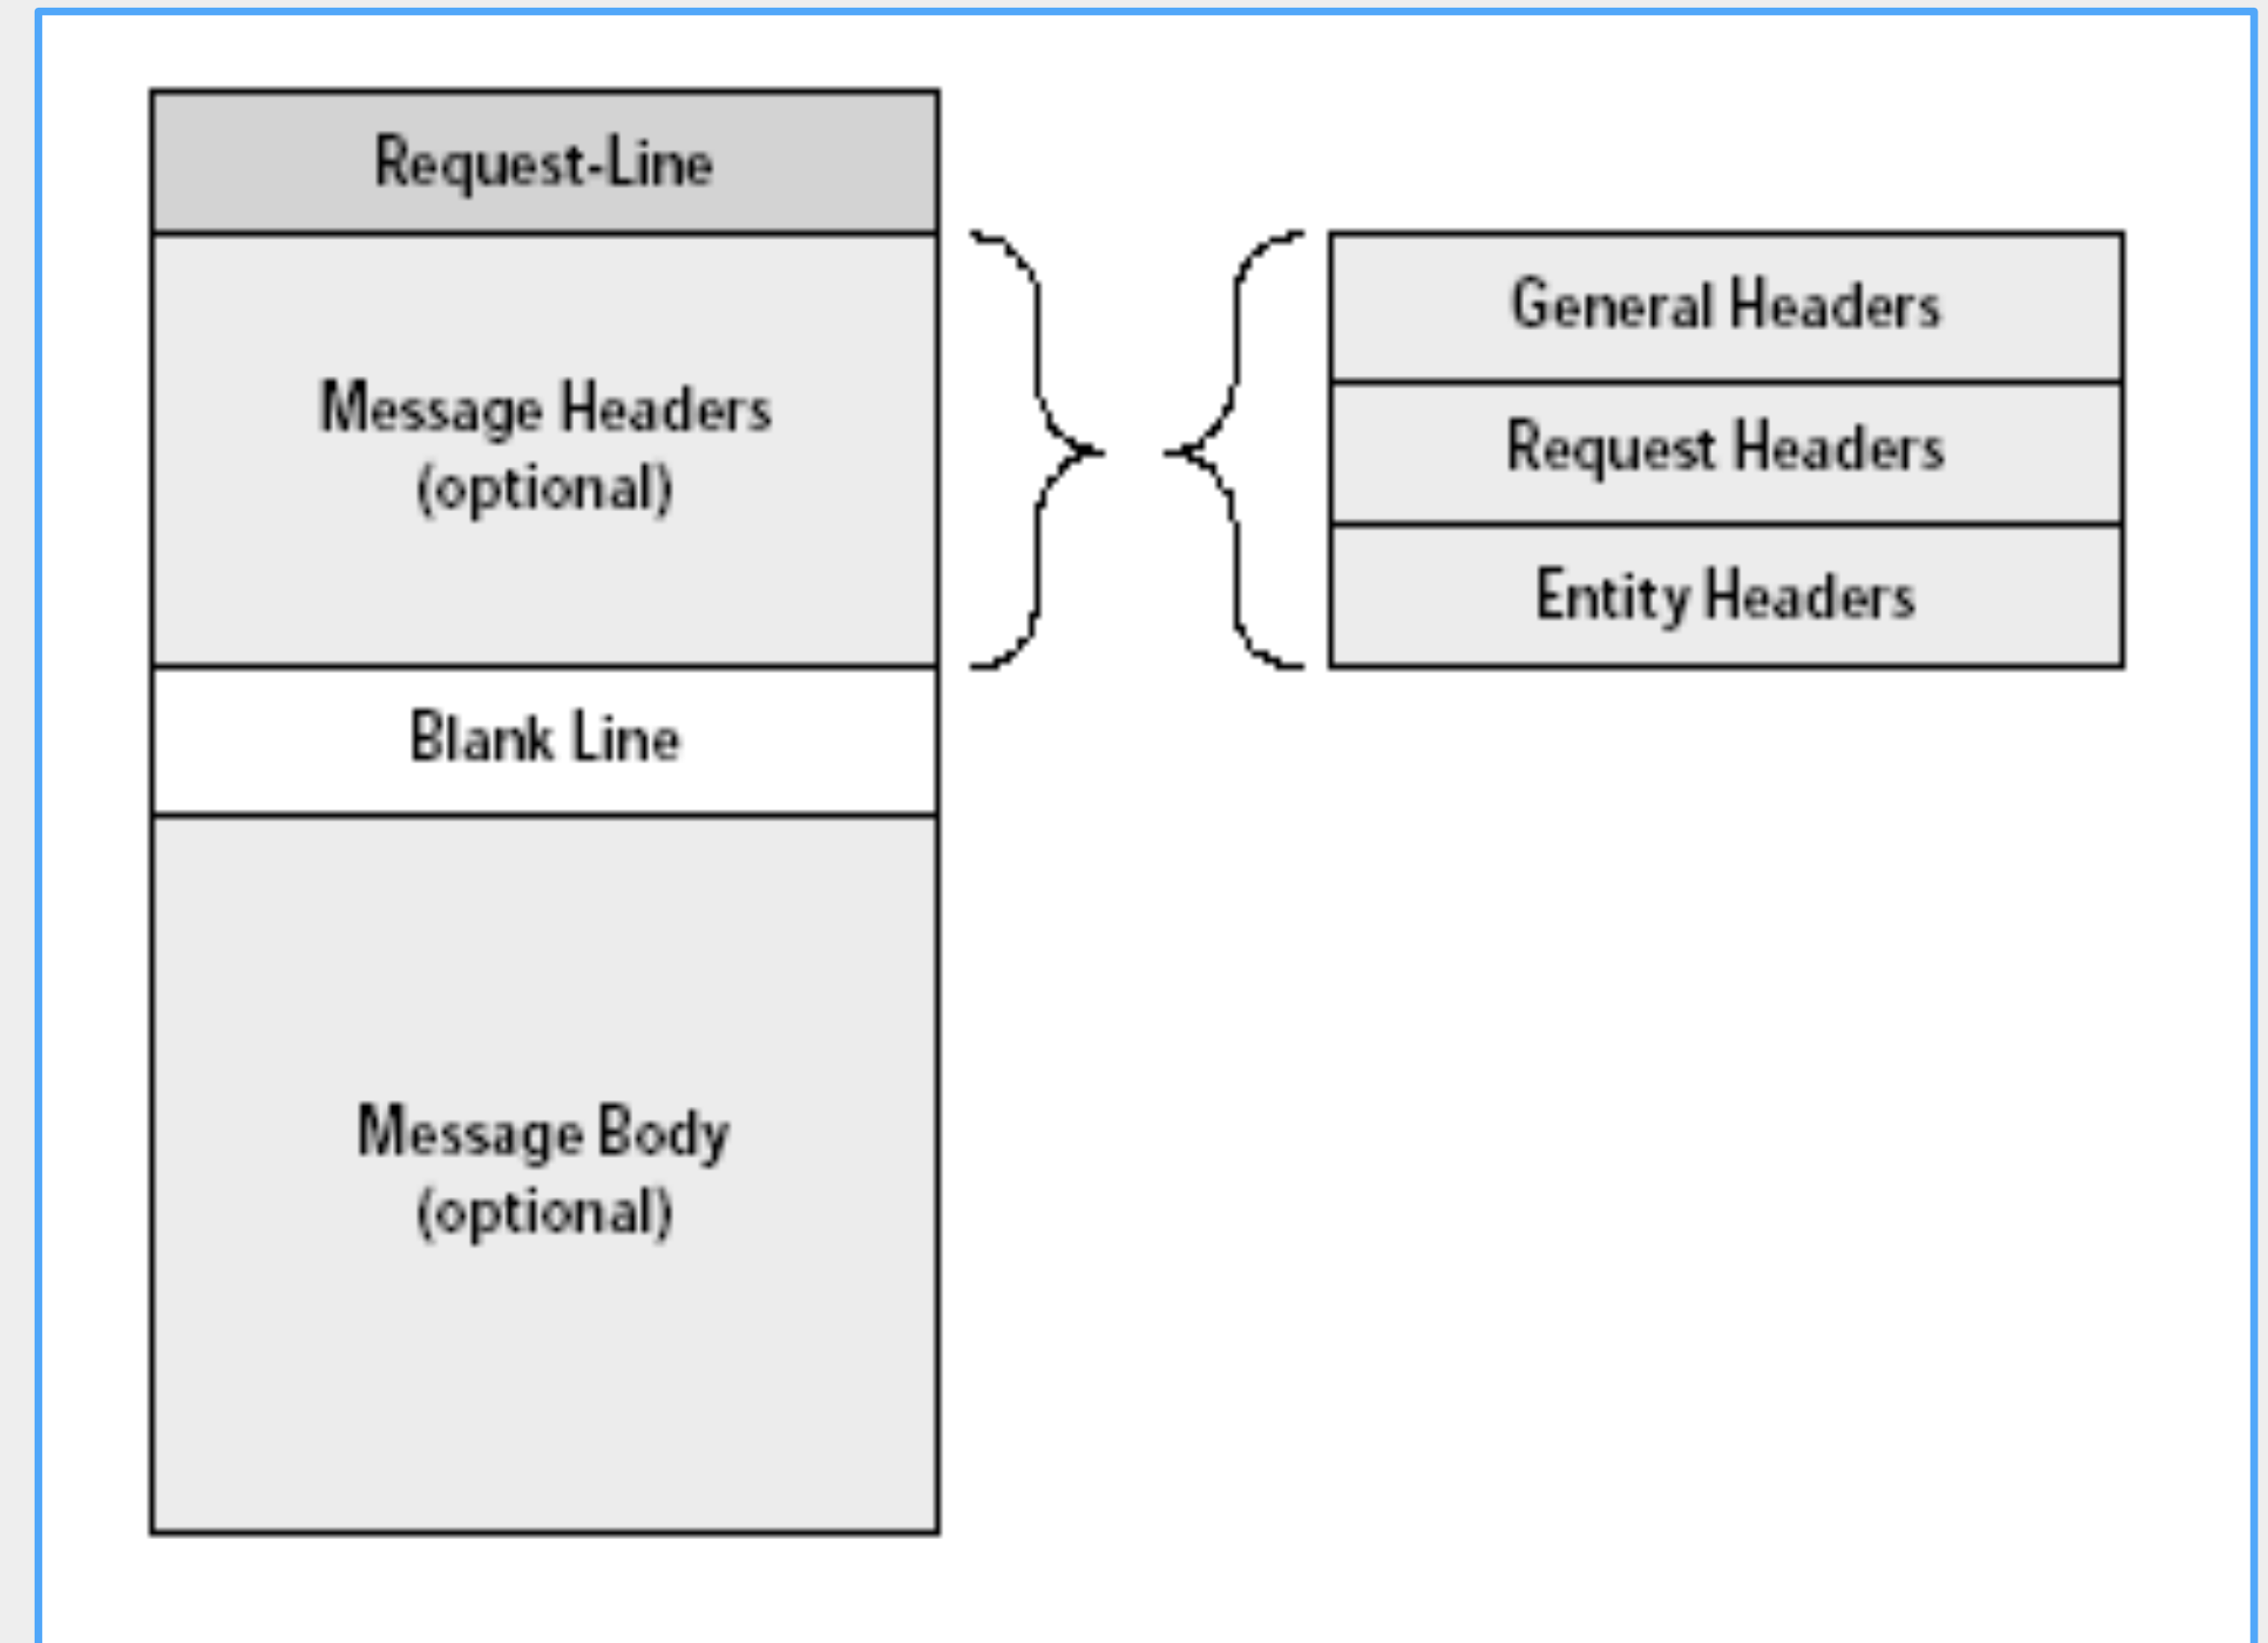 Request-Line
Message Headers
(optional)
Blank Line
Message Body
(optional)
General Headers
Request Headers
Entity Headers